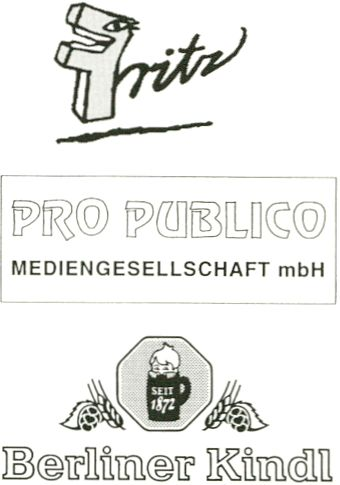 Fritz
PRO PUBLICO
MEDIENGESELLSCHAFT mbH
SEIT
1872
Berliner Kindl